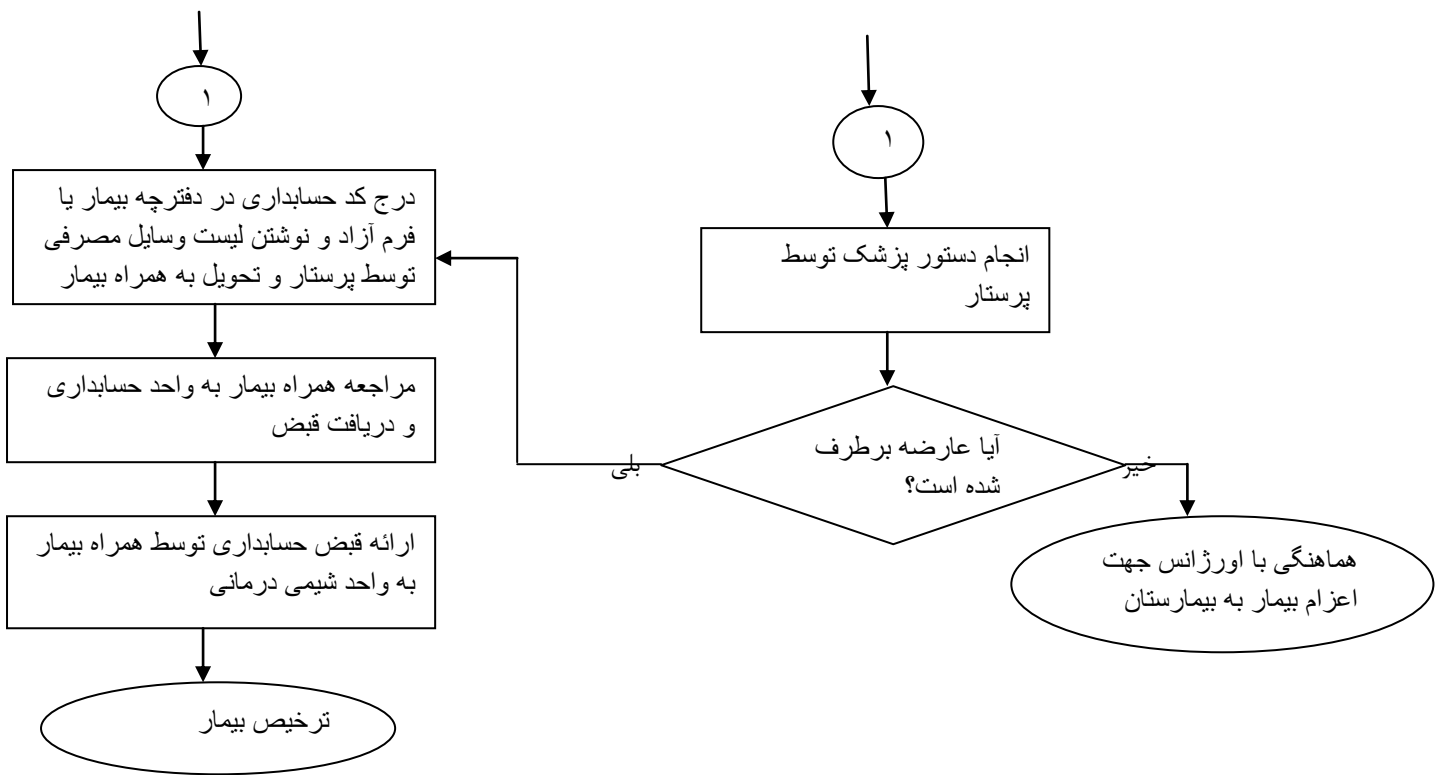 ۱
انجام دستور پزشک توسط
پرستار
آیا عارضه برطرف
شده است؟
خیر
بلی
هماهنگی با اورژانس جهت
اعزام بیمار به بیمارستان
۱
درج کد حسابداری در دفترچه بیمار یا
فرم آزاد و نوشتن لیست وسایل مصرفی
توسط پرستار و تحویل به همراه بیمار
مراجعه همراه بیمار به واحد حسابداری
و دریافت قبض
ارائه قبض حسابداری توسط همراه بیمار
به واحد شیمی درمانی
ترخیص بیمار